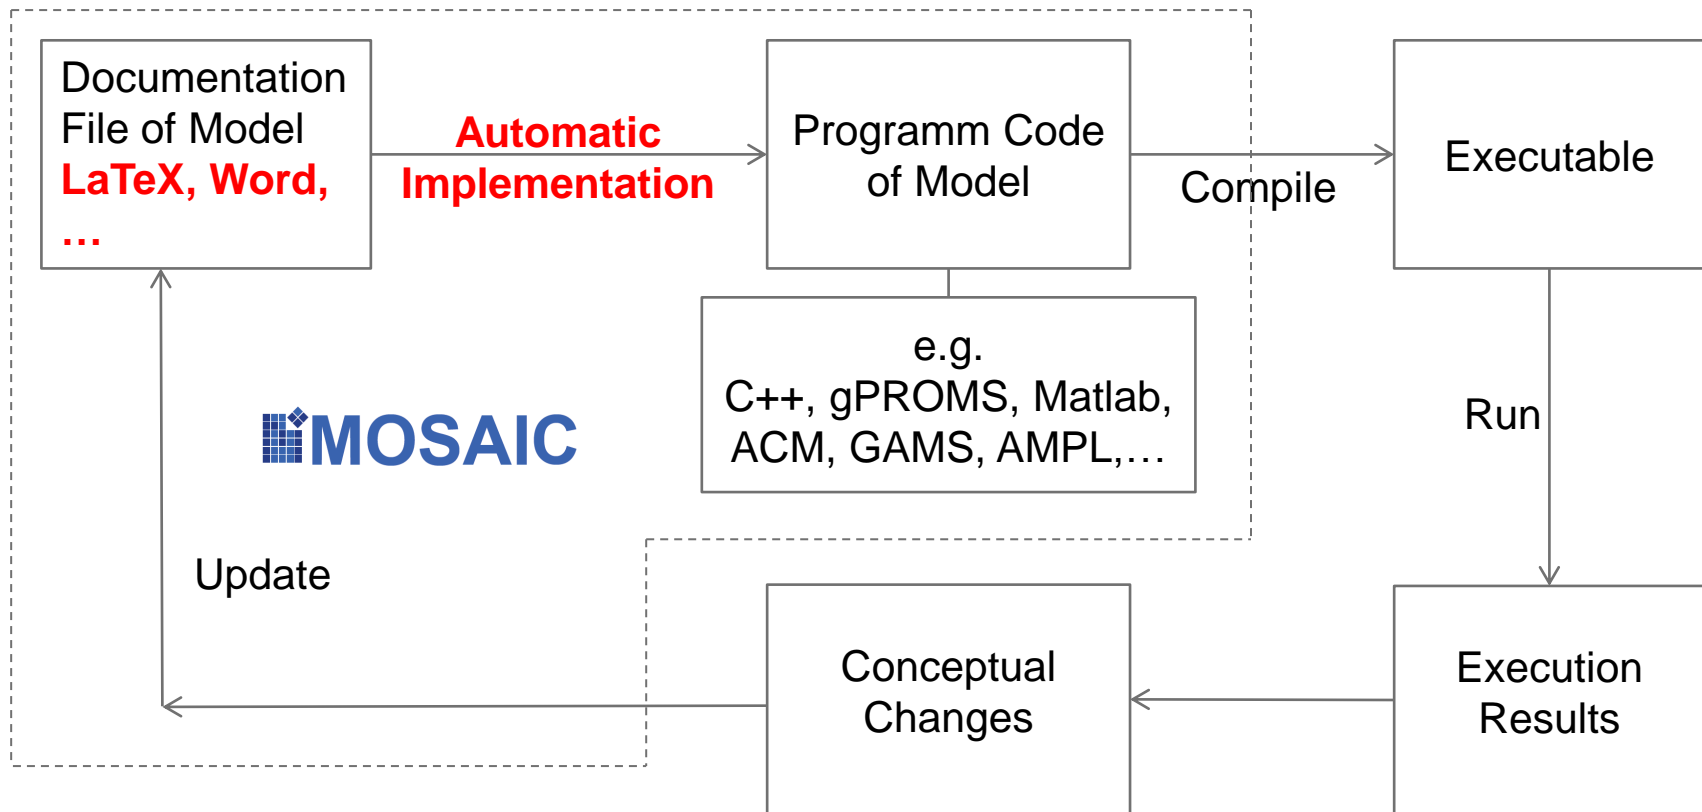 Documentation
File of Model
LaTeX, Word,
…
Automatic
Implementation
Programm Code
of Model
Compile
Executable
e.g.
C++, gPROMS, Matlab,
ACM, GAMS, AMPL,…
MOSAIC
Run
Update
Conceptual
Changes
Execution
Results